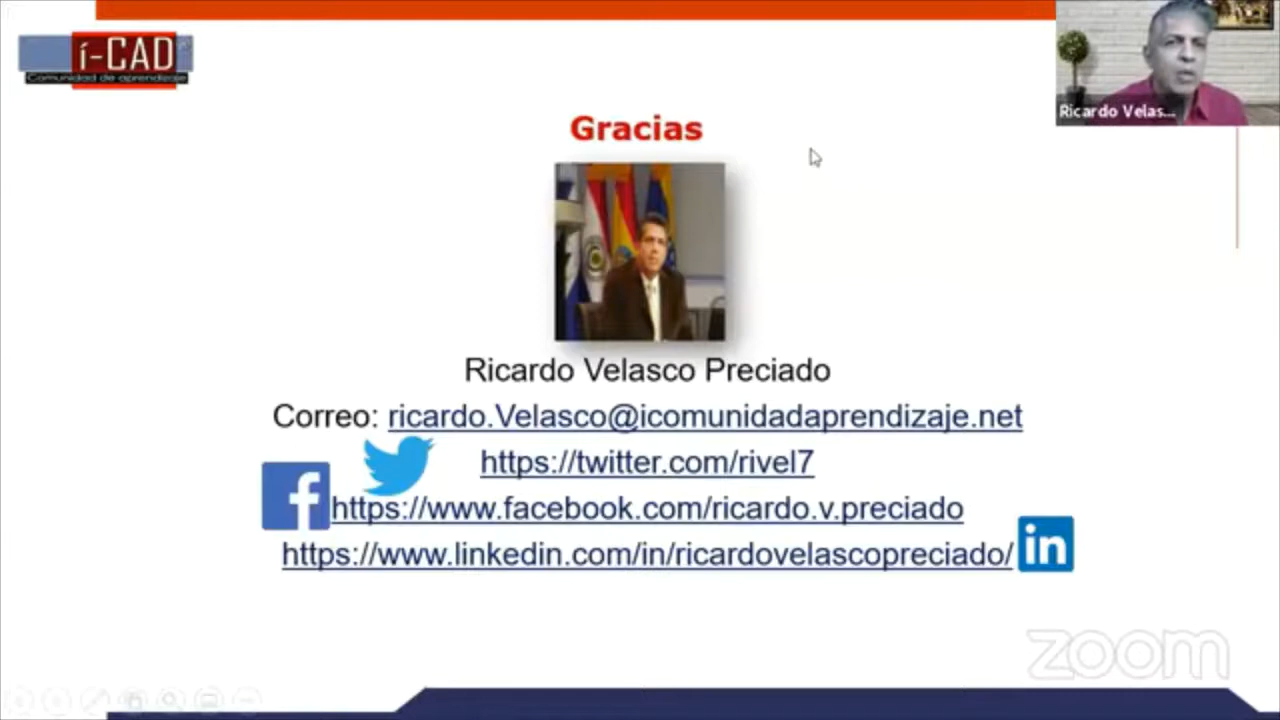 i-CAD
Comunidad de aprendizaje
Ricardo Velas...
Gracias
Ricardo Velasco Preciado
Correo: ricardo.Velasco@icomunidadaprendizaje.net
https://twitter.com/rivel7
f https://www.facebook.com/ricardo.v.preciado
https://www.linkedin.com/in/ricardovelascopreciado/ in
zoom